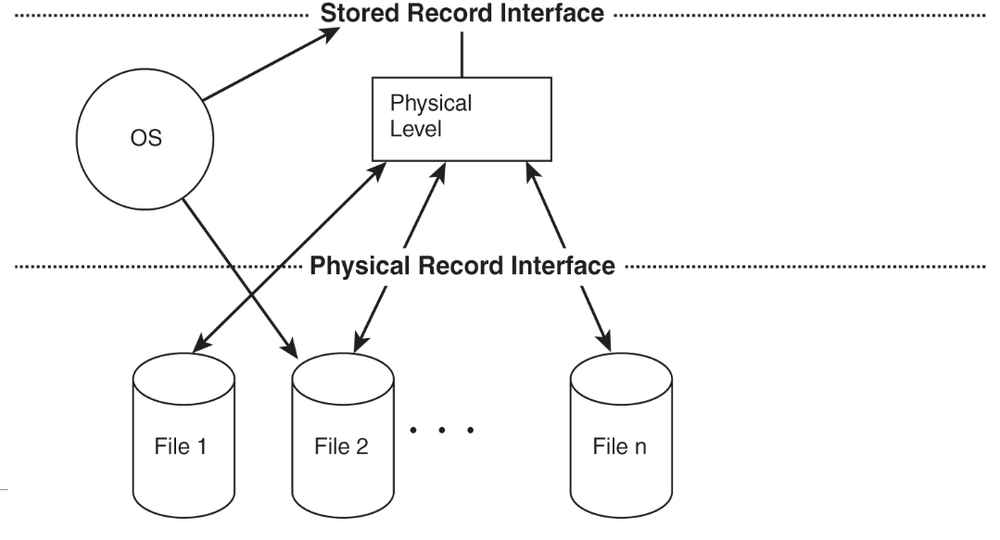 Stored Record Interface
Physical
Level
OS
Physical Record Interface
File 1
File 2
. . .
File n